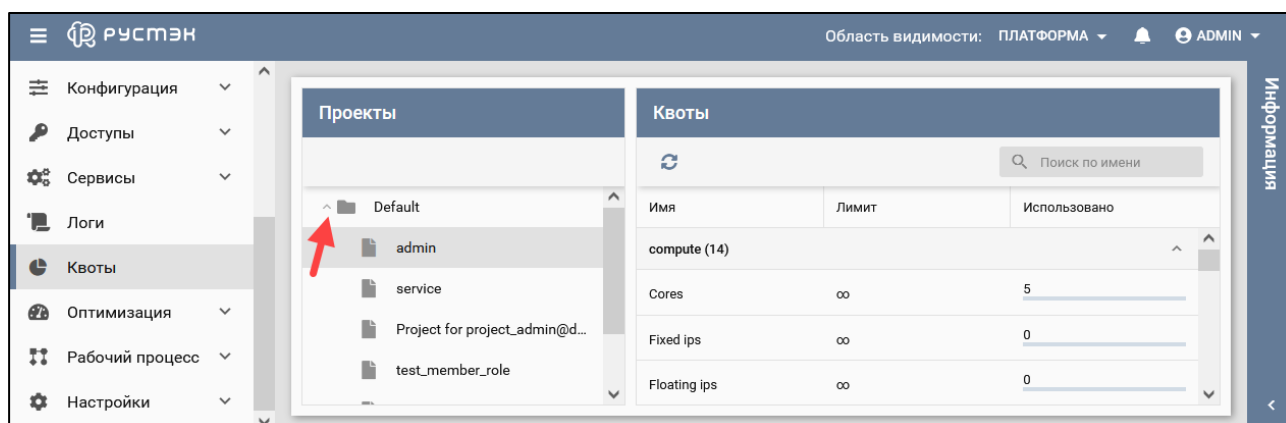 РУСТЭК
Область видимости: ПЛАТФОРМА
ADMIN
Конфигурация
Доступы
Сервисы
Логи
Квоты
Оптимизация
Рабочий процесс
Настройки
Проекты
Default
admin
service
Project for project_admin@d...
test_member_role
Квоты
Поиск по имени
Имя Лимит Использовано
compute (14)
Cores ∞ 5
Fixed ips ∞ 0
Floating ips ∞ 0
Информация